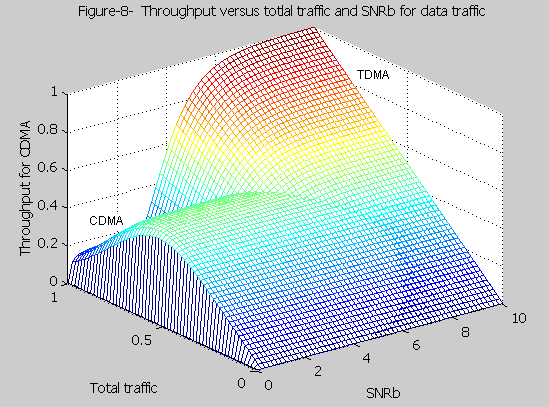 Figure-8- Throughput versus totlal traffic and SNRb for data traffic
TDMA
CDMA
Throughput for CDMA
1
0.8
0.6
0.4
0.2
0
1
0.5
0
Total traffic
0
2
4
6
8
10
SNRb